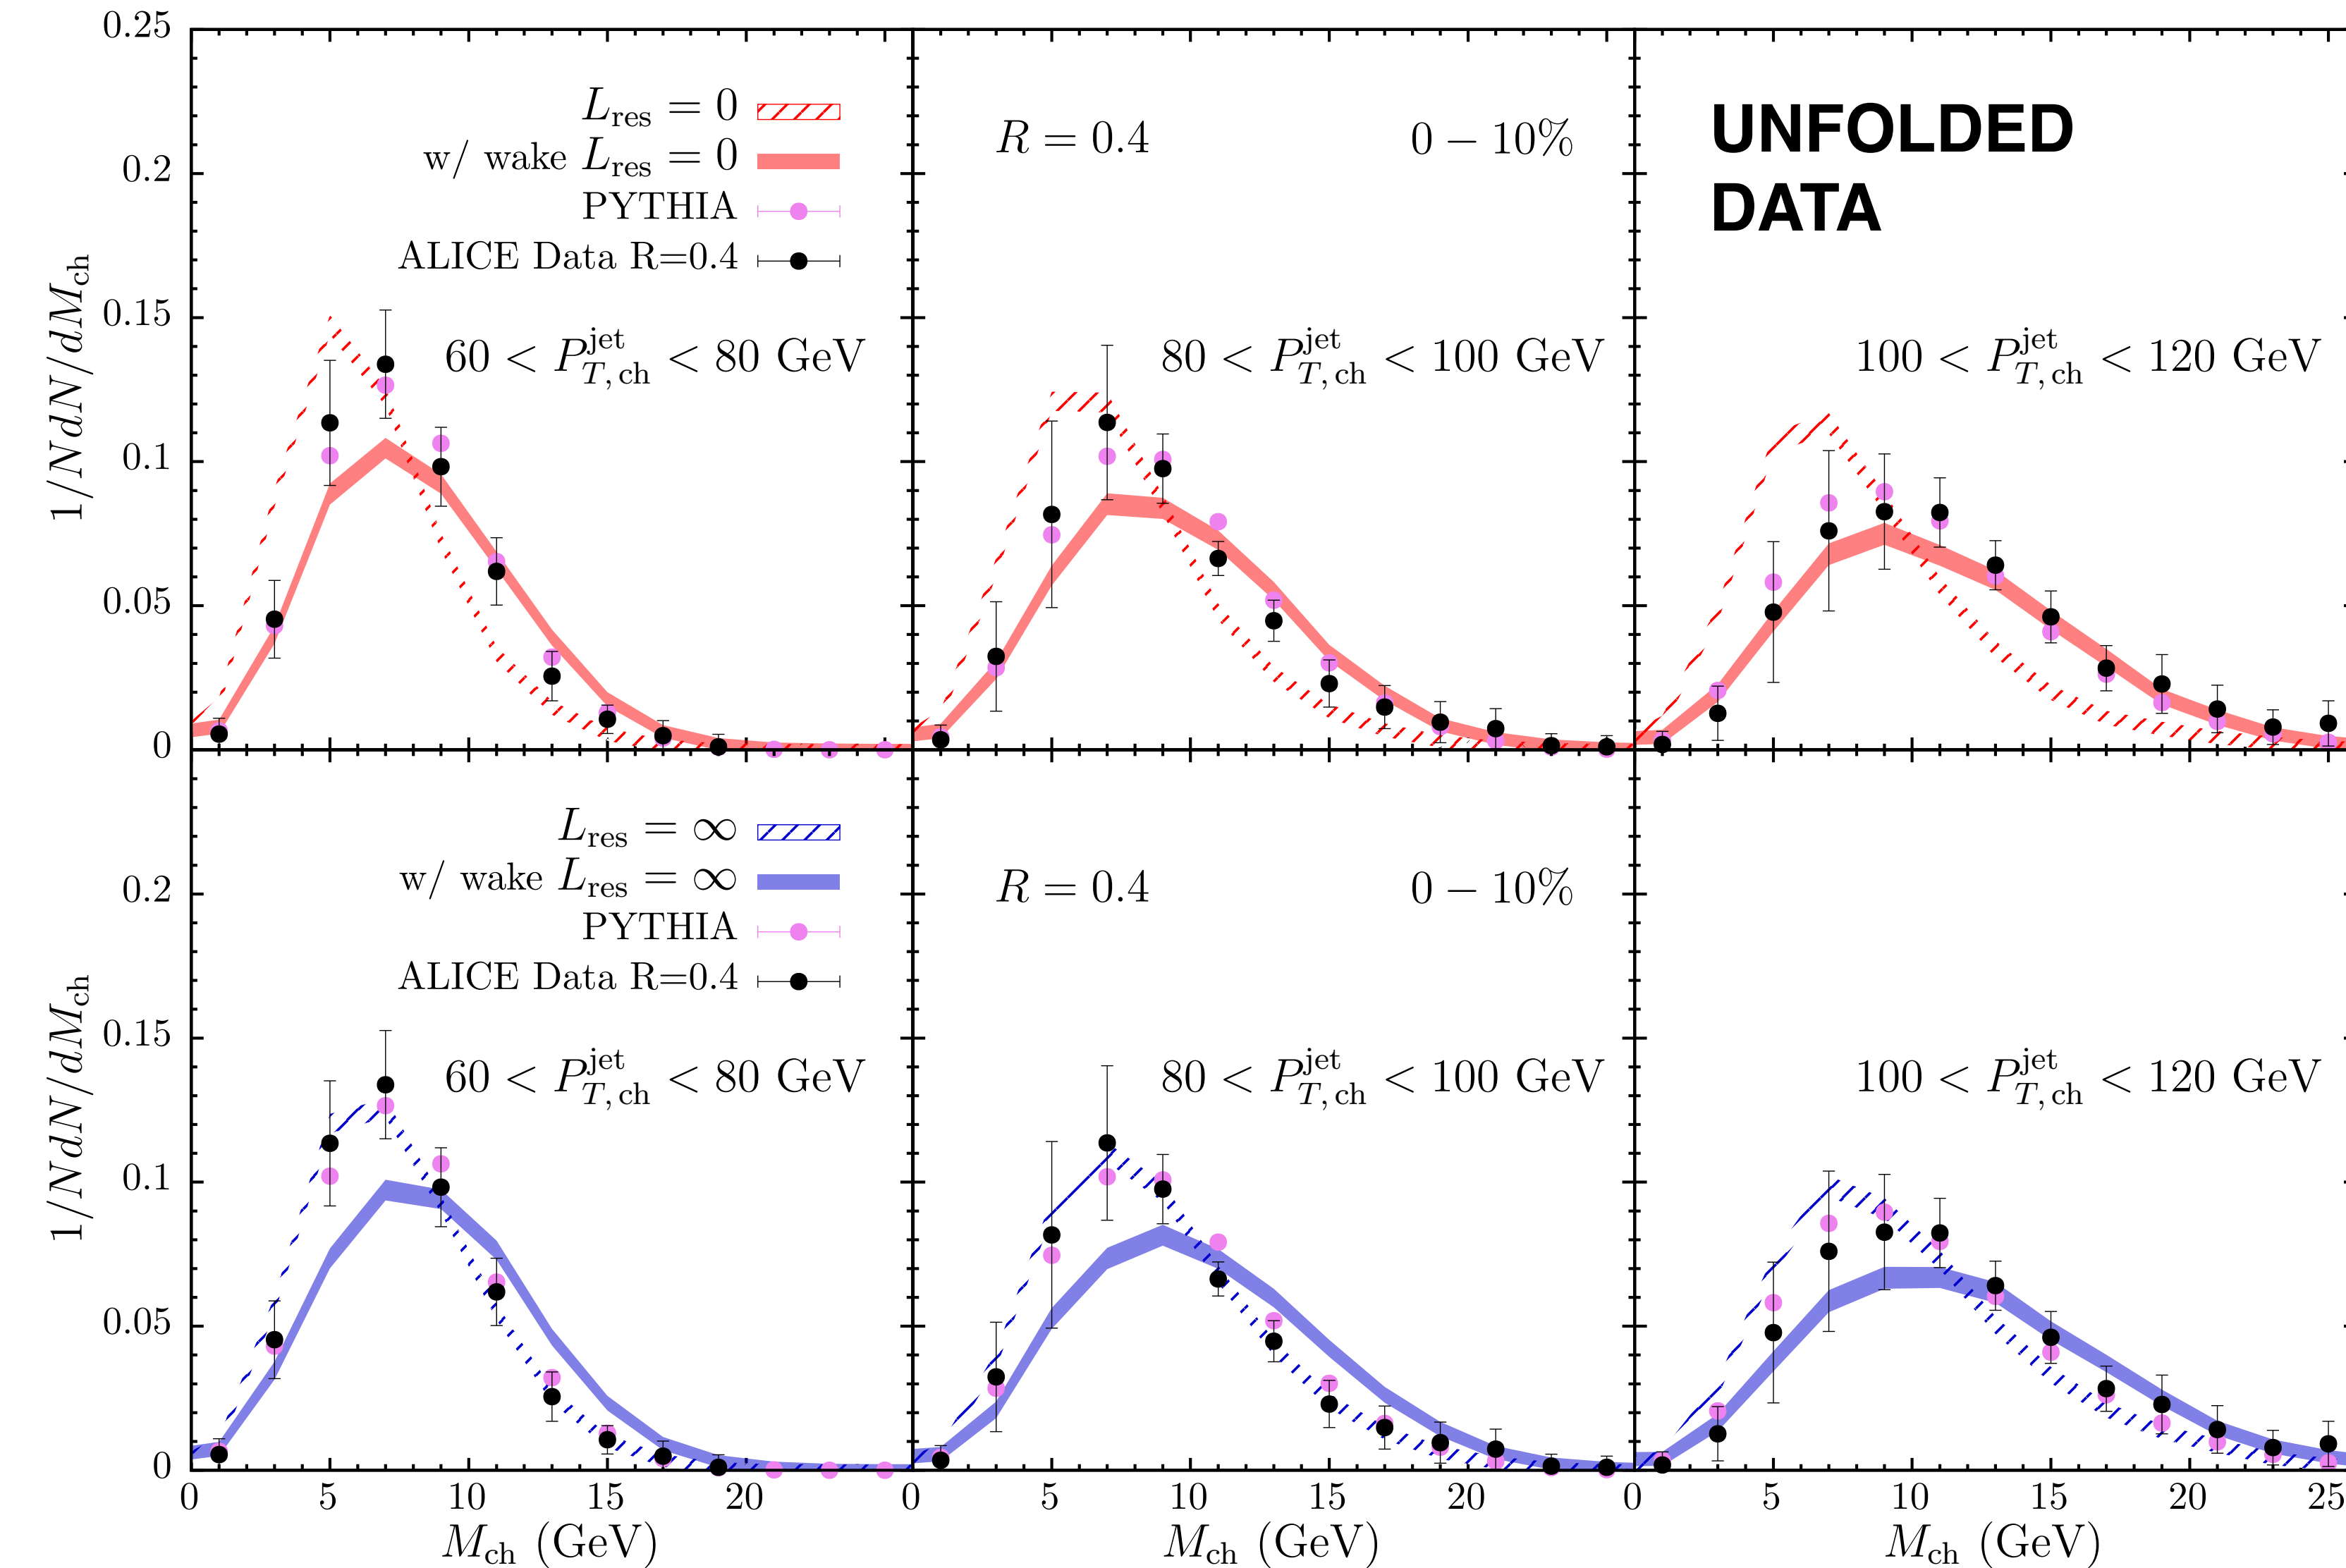 0.25
0.2
0.15
0.1
0.05
0
1/NdN/dM_ch
L_res = 0
w/ wake L_res = 0
PYTHIA
ALICE Data R=0.4
60 < P^jet_T, ch < 80 GeV
R = 0.4 0 − 10%
80 < P^jet_T, ch < 100 GeV
UNFOLDED
DATA
100 < P^jet_T, ch < 120 GeV
0.2
0.15
0.1
0.05
0
1/NdN/dM_ch
L_res = ∞
w/ wake L_res = ∞
PYTHIA
ALICE Data R=0.4
60 < P^jet_T, ch < 80 GeV
R = 0.4 0 − 10%
80 < P^jet_T, ch < 100 GeV
100 < P^jet_T, ch < 120 GeV
0 5 10 15 20 0 5 10 15 20 0 5 10 15 20 25
M_ch (GeV) M_ch (GeV) M_ch (GeV)